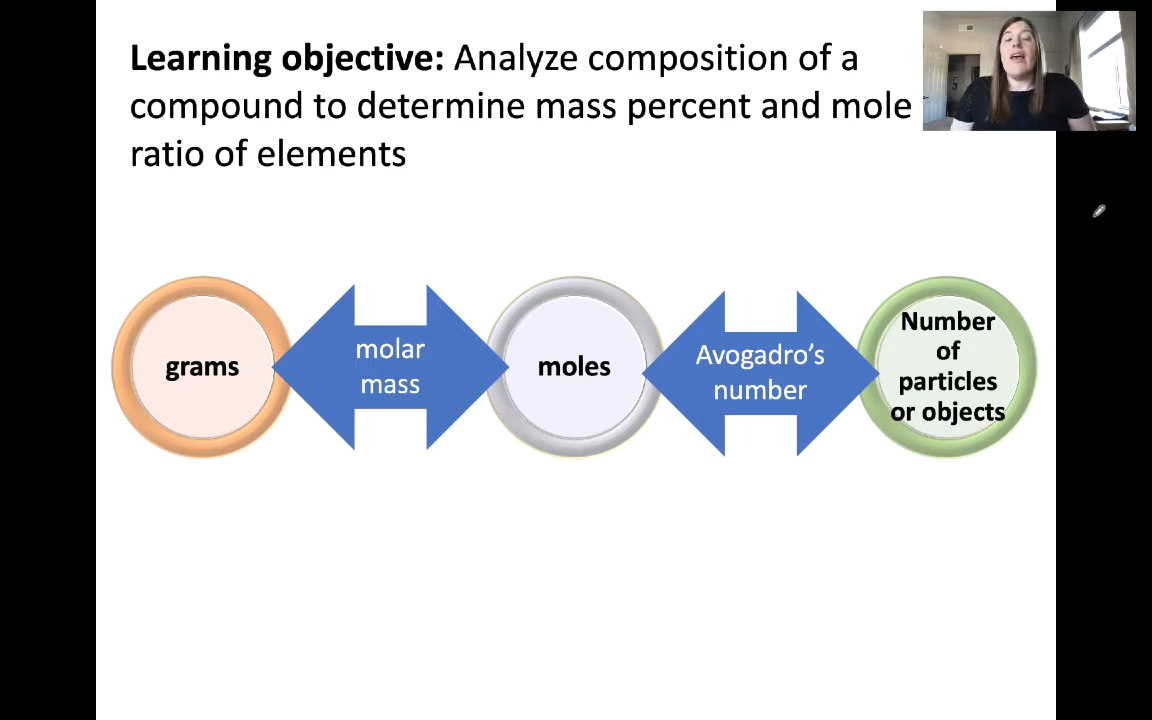 Learning objective: Analyze composition of a
compound to determine mass percent and mole
ratio of elements
grams
molar
mass
moles
Avogadro’s
number
Number
of
particles
or objects